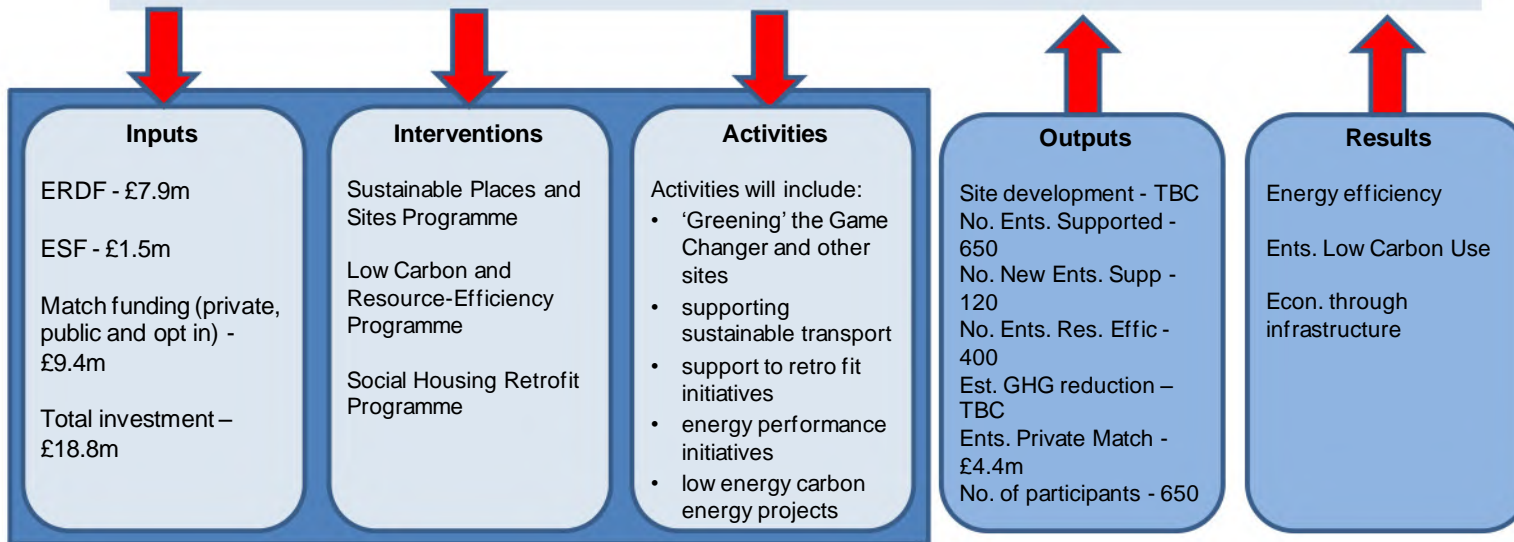 Inputs
ERDF - £7.9m
ESF - £1.5m
Match funding (private,
public and opt in) -
£9.4m
Total investment –
£18.8m
Interventions
Sustainable Places and
Sites Programme
Low Carbon and
Resource-Efficiency
Programme
Social Housing Retrofit
Programme
Activities
Activities will include:
• ‘Greening’ the Game
Changer and other
sites
• supporting
sustainable transport
• support to retro fit
initiatives
• energy performance
initiatives
• low energy carbon
energy projects
Outputs
Site development - TBC
No. Ents. Supported -
650
No. New Ents. Supp -
120
No. Ents. Res. Effic -
400
Est. GHG reduction –
TBC
Ents. Private Match -
£4.4m
No. of participants - 650
Results
Energy efficiency
Ents. Low Carbon Use
Econ. through
infrastructure